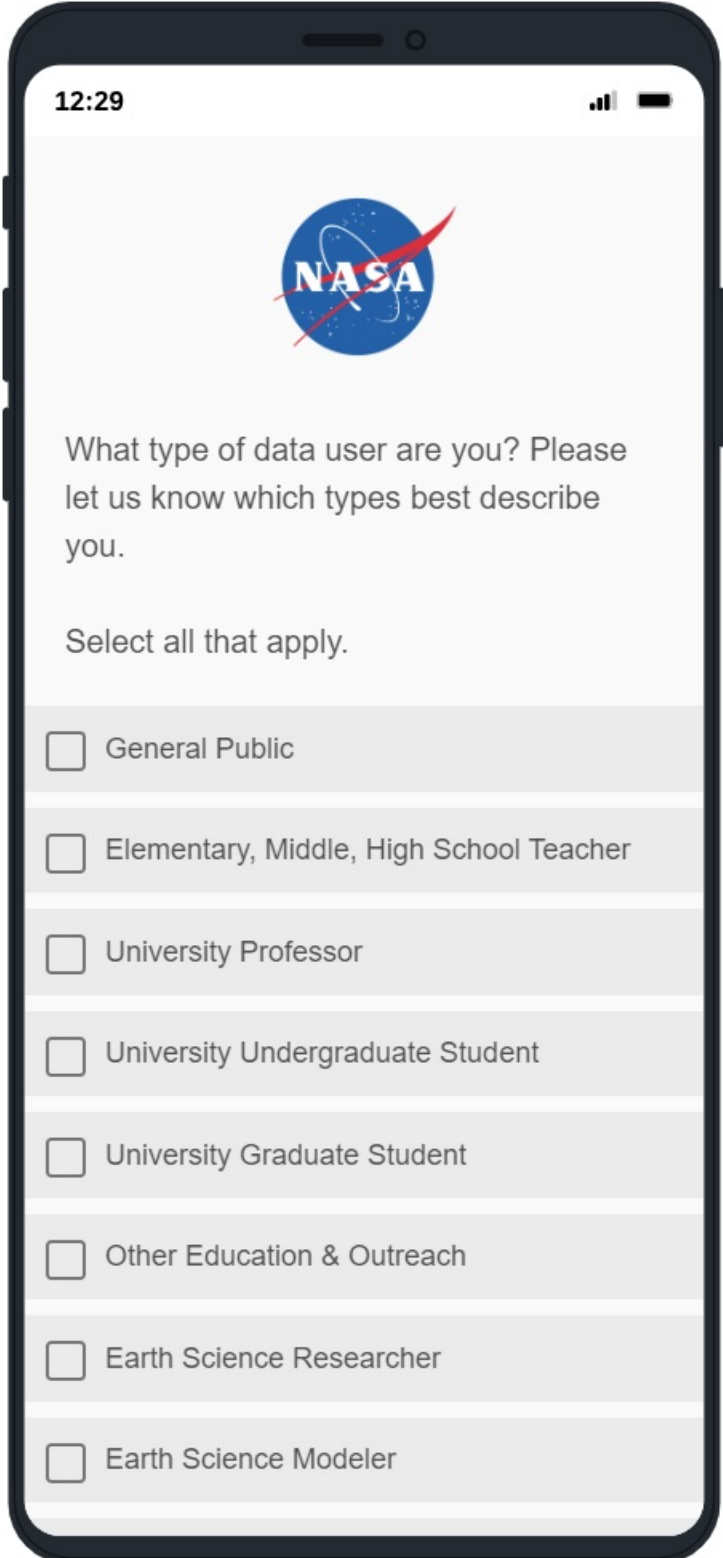 12:29
NASA
What type of data user are you? Please
let us know which types best describe
you.
Select all that apply.
General Public
Elementary, Middle, High School Teacher
University Professor
University Undergraduate Student
University Graduate Student
Other Education & Outreach
Earth Science Researcher
Earth Science Modeler